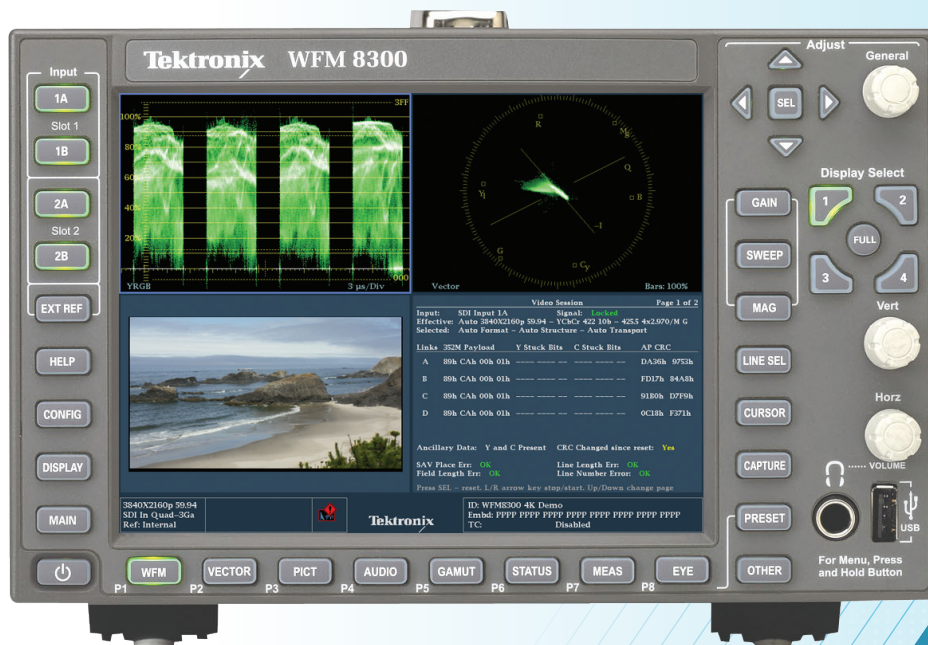 Tektronix WFM 8300
Input
1A
Slot 1
1B
2A
Slot 2
2B
EXT REF
HELP
CONFIG
DISPLAY
MAIN
3FF
100%
80%
60%
40%
20%
000
YRGB 3 µs/Div
R
Mg
Q
B
Yl
-I
G
Cy
Vector Bars: 100%
Video Session Page 1 of 2
Input: SDI Input 1A Signal: Locked
Effective: Auto 3840X2160p 59.94 - YCbCr 422 10b - 425.5 4x2.970/M G
Selected: Auto Format - Auto Structure - Auto Transport
Links 352M Payload Y Stuck Bits C Stuck Bits AP CRC
A 89h CAh 00h 01h ---- ---- -- ---- ---- -- DA36h 9753h
B 89h CAh 00h 01h ---- ---- -- ---- ---- -- FD17h 84A8h
C 89h CAh 00h 01h ---- ---- -- ---- ---- -- 91B0h D7F9h
D 89h CAh 00h 01h ---- ---- -- ---- ---- -- 0C18h F371h
Ancillary Data: Y and C Present CRC Changed since reset: Yes
SAV Place Err: OK Line Length Err: OK
Field Length Err: OK Line Number Error: OK
Press SEL - reset. L/R arrow key stop/start. Up/Down change page
3840X2160p 59.94
SDI In Quad-3Ga
Ref: Internal
Tektronix
ID: WFM8300 4K Demo
Embd: PPPP PPPP PPPP PPPP PPPP PPPP PPPP PPPP
TC: Disabled
P1 WFM
P2 VECTOR
P3 PICT
P4 AUDIO
P5 GAMUT
P6 STATUS
P7 MEAS
P8 EYE
Adjust
General
SEL
Display Select
1
2
FULL
3
4
GAIN
SWEEP
MAG
LINE SEL
CURSOR
CAPTURE
PRESET
OTHER
Vert
Horz
VOLUME
USB
For Menu, Press
and Hold Button